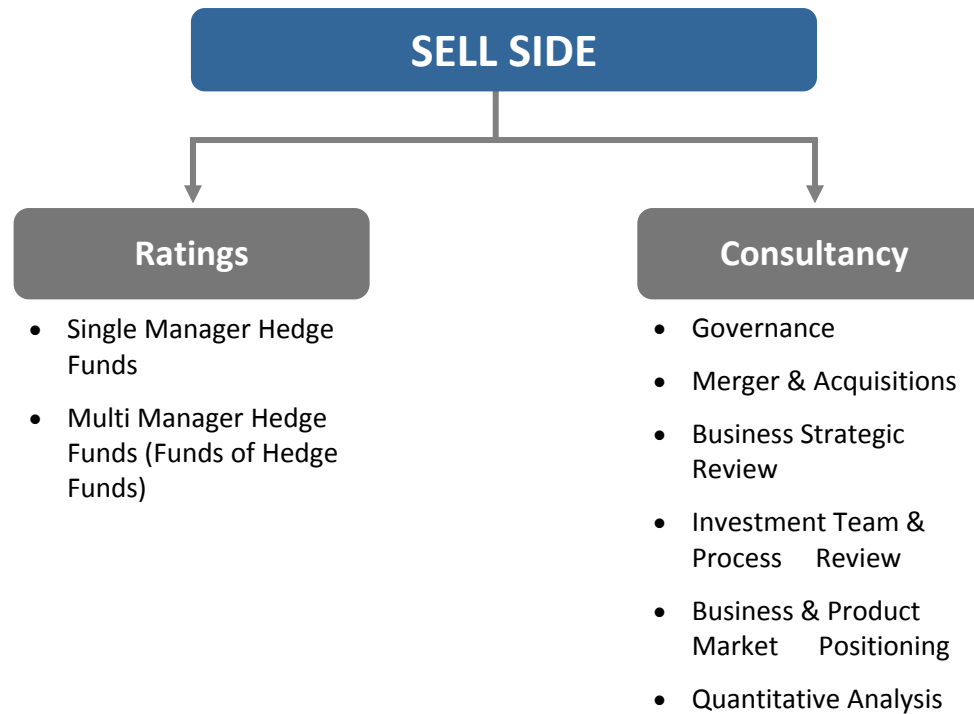 SELL SIDE
Ratings
• Single Manager Hedge
Funds
• Multi Manager Hedge
Funds (Funds of Hedge
Funds)
Consultancy
• Governance
• Merger & Acquisitions
• Business Strategic
Review
• Investment Team &
Process Review
• Business & Product
Market Positioning
• Quantitative Analysis